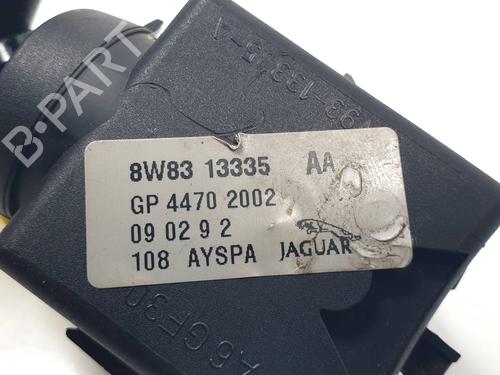 B-PART
8W83 13335 AA
GP 4470 2002
09 02 9 2
108 AYSPA JAGUAR